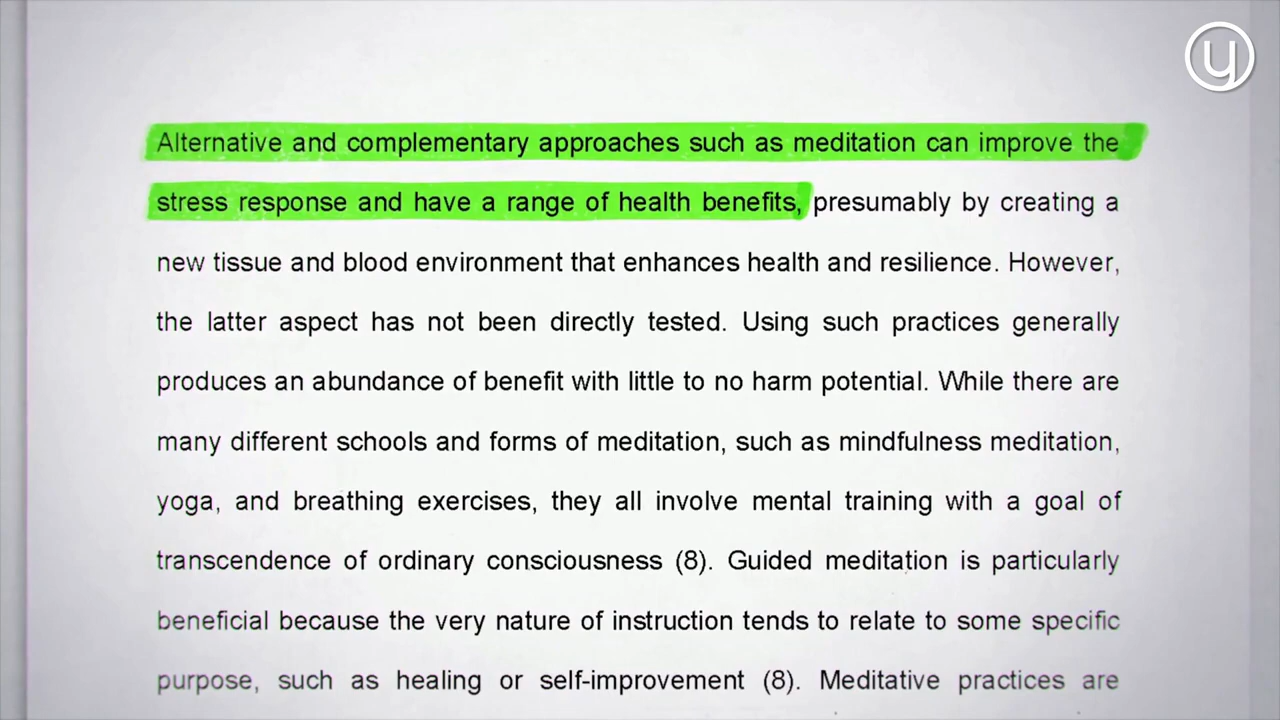 Alternative and complementary approaches such as meditation can improve the
stress response and have a range of health benefits, presumably by creating a
new tissue and blood environment that enhances health and resilience. However,
the latter aspect has not been directly tested. Using such practices generally
produces an abundance of benefit with little to no harm potential. While there are
many different schools and forms of meditation, such as mindfulness meditation,
yoga, and breathing exercises, they all involve mental training with a goal of
transcendence of ordinary consciousness (8). Guided meditation is particularly
beneficial because the very nature of instruction tends to relate to some specific
purpose, such as healing or self-improvement (8). Meditative practices are